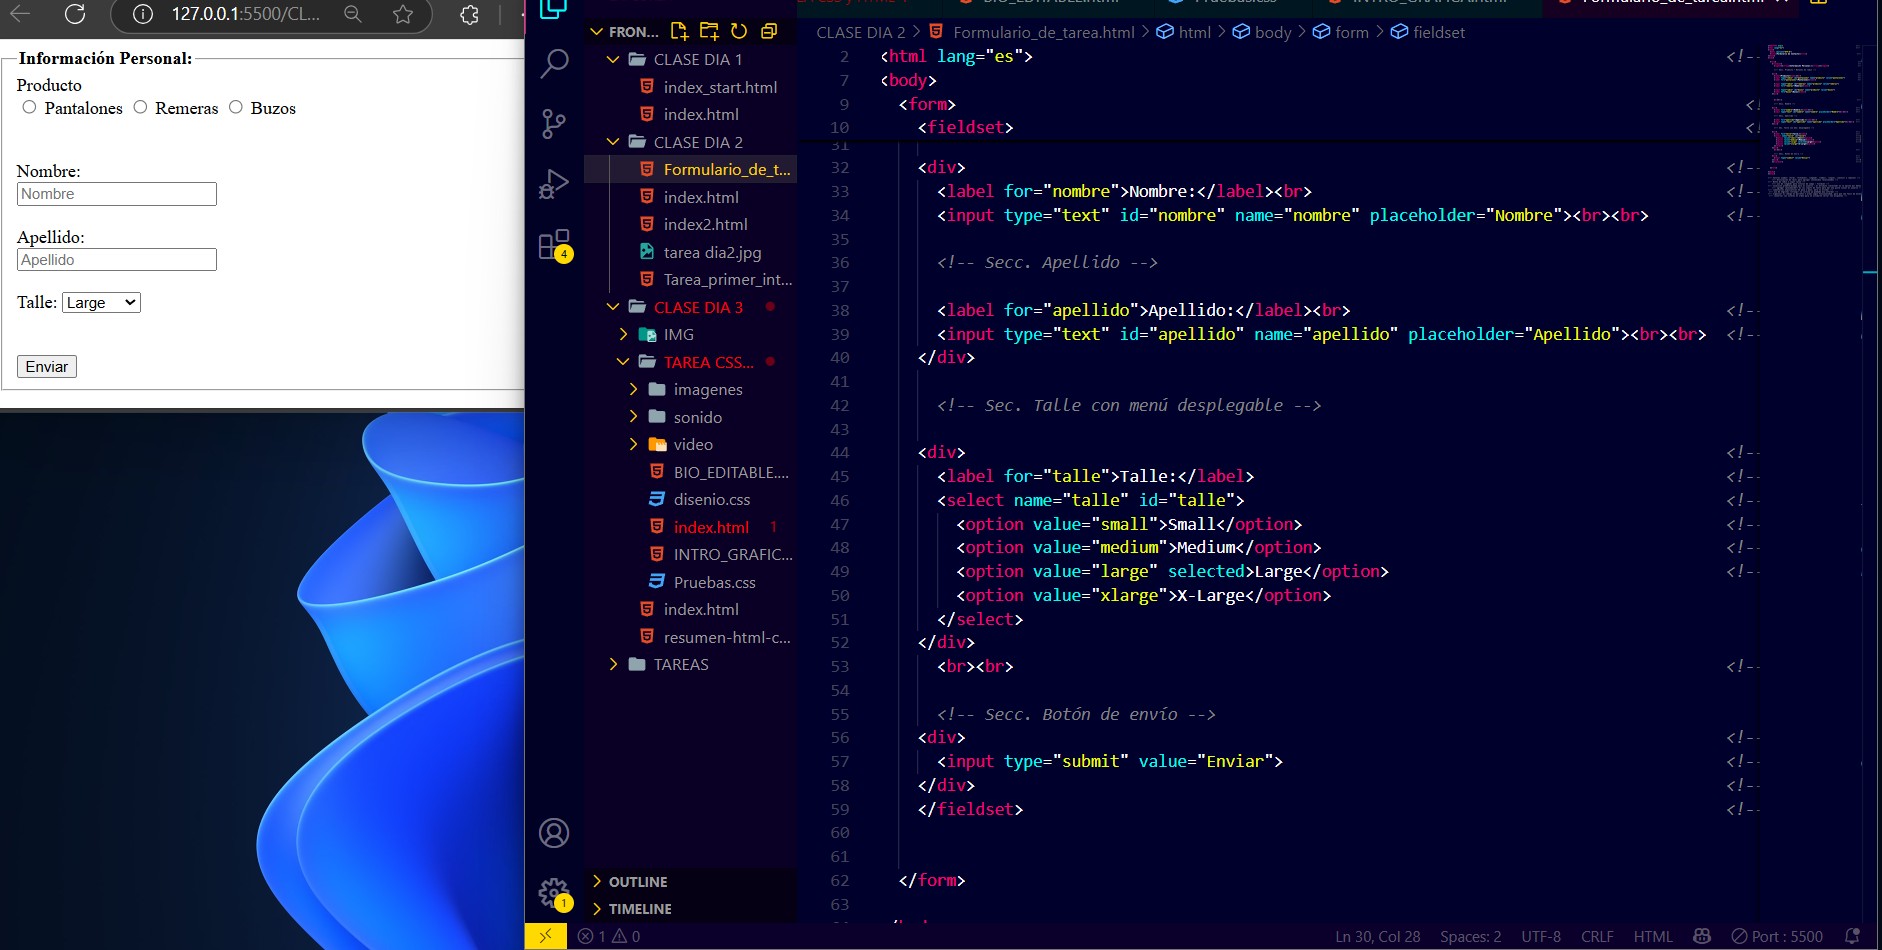 127.0.0.1:5500/CL...
Información Personal:
Producto
Pantalones Remeras Buzos
Nombre:
Nombre
Apellido:
Apellido
Talle: Large
Enviar
FRON...
CLASE DIA 1
index_start.html
index.html
CLASE DIA 2
Formulario_de_t...
index.html
index2.html
tarea dia2.jpg
Tarea_primer_int...
CLASE DIA 3
IMG
TAREA CSS...
imagenes
sonido
video
BIO_EDITABLE....
disenio.css
index.html 1
INTRO_GRAFIC...
Pruebas.css
index.html
resumen-html-c...
TAREAS
OUTLINE
TIMELINE
4
1
CLASE DIA 2 > Formulario_de_tarea.html > html > body > form > fieldset
2 <html lang="es"> <!--
7 <body>
9 <form> <!
10 <fieldset> <!
31
32 <div> <!--
33 <label for="nombre">Nombre:</label><br>
34 <input type="text" id="nombre" name="nombre" placeholder="Nombre"><br><br> <!--
35
36 <!-- Secc. Apellido -->
37
38 <label for="apellido">Apellido:</label><br> <!--
39 <input type="text" id="apellido" name="apellido" placeholder="Apellido"><br><br> <!--
40 </div>
41
42 <!-- Sec. Talle con menú desplegable -->
43
44 <div> <!--
45 <label for="talle">Talle:</label> <!--
46 <select name="talle" id="talle"> <!--
47 <option value="small">Small</option> <!--
48 <option value="medium">Medium</option> <!--
49 <option value="large" selected>Large</option> <!--
50 <option value="xlarge">X-Large</option>
51 </select>
52 </div>
53 <br><br> <!--
54
55 <!-- Secc. Botón de envío -->
56 <div> <!--
57 <input type="submit" value="Enviar"> <!--
58 </div> <!--
59 </fieldset> <!--
60
61
62 </form>
63
1 0
Ln 30, Col 28 Spaces: 2 UTF-8 CRLF HTML Port : 5500